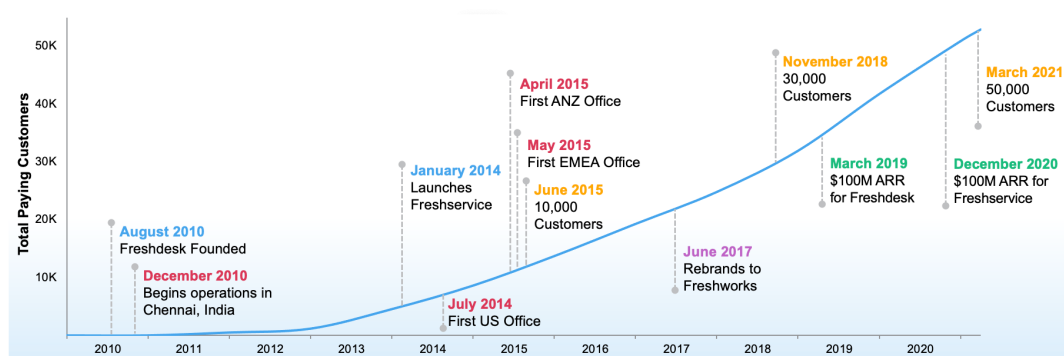 Total Paying Customers
50K
40K
30K
20K
10K
August 2010
Freshdesk Founded
December 2010
Begins operations in
Chennai, India
January 2014
Launches
Freshservice
July 2014
First US Office
April 2015
First ANZ Office
May 2015
First EMEA Office
June 2015
10,000
Customers
June 2017
Rebrands to
Freshworks
November 2018
30,000
Customers
March 2019
$100M ARR
for Freshdesk
December 2020
$100M ARR for
Freshservice
March 2021
50,000
Customers
2010 2011 2012 2013 2014 2015 2016 2017 2018 2019 2020